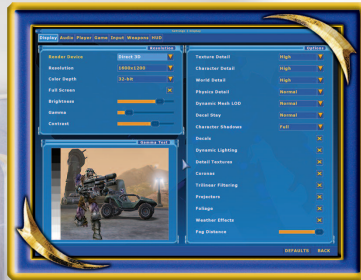 Settings / Display
Display Audio Player Game Input Weapons HUD
Resolution
Render Device Direct 3D
Resolution 1600x1200
Color Depth 32-bit
Full Screen
Brightness
Gamma
Contrast
Gamma Test
Options
Texture Detail High
Character Detail High
World Detail High
Physics Detail Normal
Dynamic Mesh LOD Normal
Decal Stay Normal
Character Shadows Full
Decals
Dynamic Lighting
Detail Textures
Coronas
Trilinear Filtering
Projectors
Foliage
Weather Effects
Fog Distance
DEFAULTS BACK